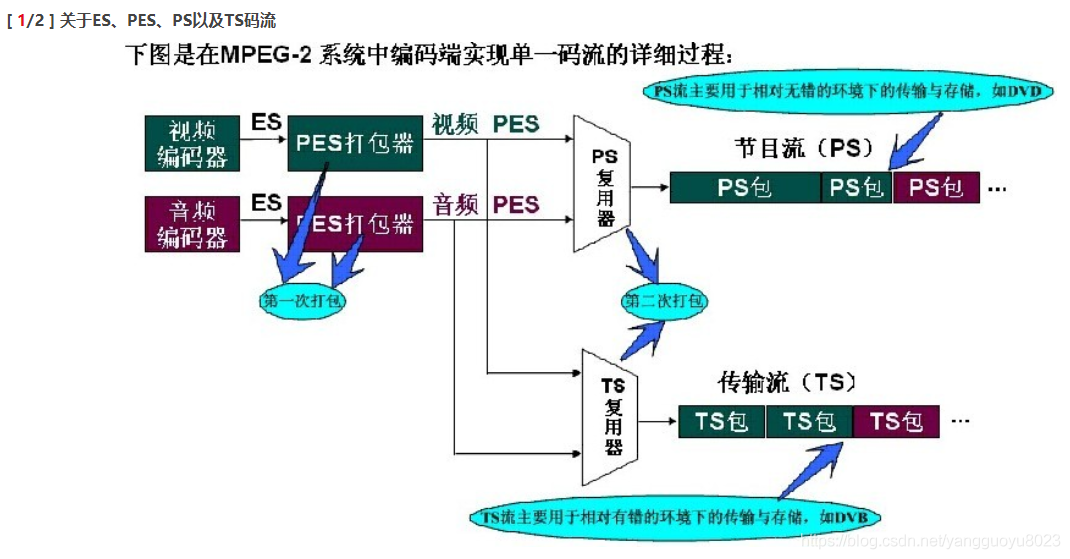 [ 1/2 ] 关于ES、PES、PS以及TS码流
下图是在MPEG-2 系统中编码端实现单一码流的详细过程：
PS流主要用于相对无错的环境下的传输与存储，如DVD
视频
编码器
ES
PES打包器
视频 PES
PS
复
用
器
节目流（PS）
PS包
PS包
PS包
...
音频
编码器
ES
PES打包器
音频 PES
第一次打包
第二次打包
TS
复
用
器
传输流（TS）
TS包
TS包
TS包
...
TS流主要用于相对有错的环境下的传输与存储，如DVB
https://blog.csdn.net/yangguoyu8023